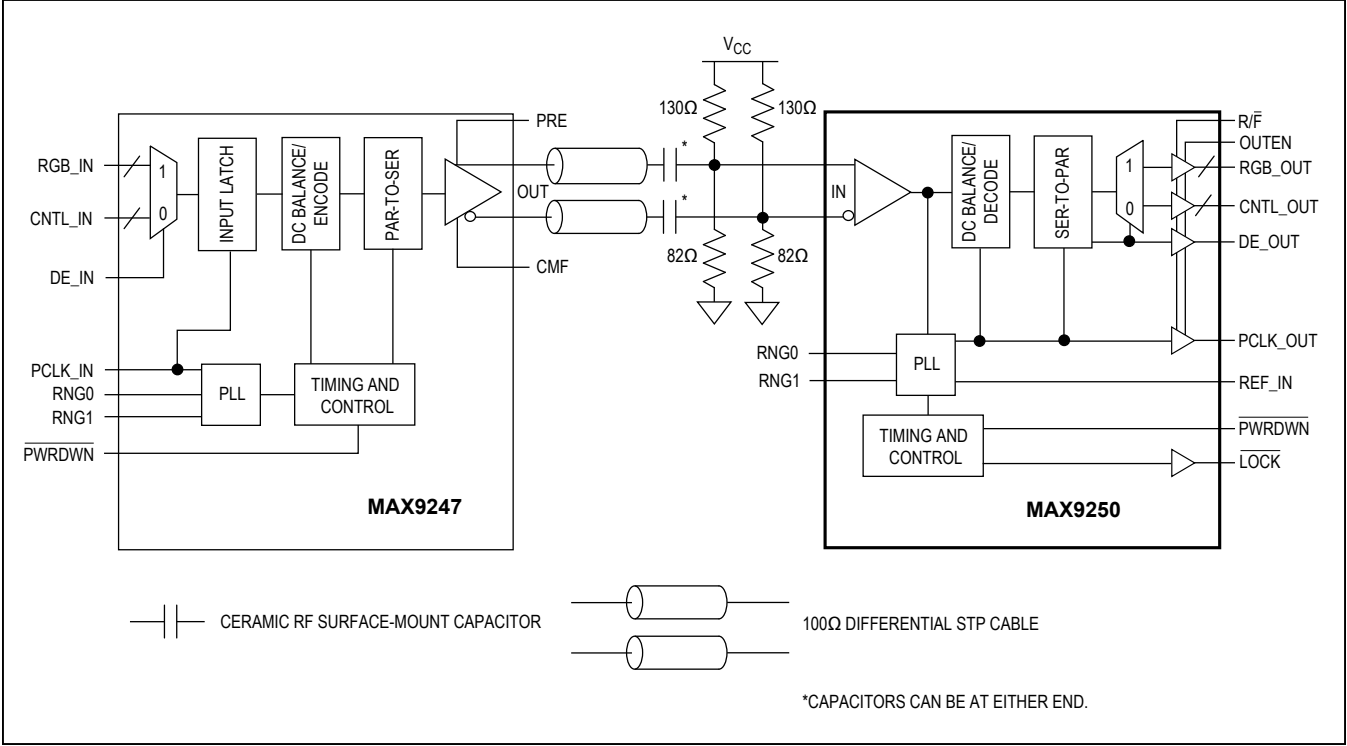 VCC
130Ω
130Ω
82Ω
82Ω
*
*
RGB_IN
CNTL_IN
DE_IN
PCLK_IN
RNG0
RNG1
PWRDWN
1
0
INPUT LATCH
DC BALANCE/
ENCODE
PAR-TO-SER
PRE
OUT
CMF
PLL
TIMING AND
CONTROL
MAX9247
IN
DC BALANCE/
DECODE
SER-TO-PAR
1
0
R/F̅
OUTEN
RGB_OUT
CNTL_OUT
DE_OUT
PCLK_OUT
RNG0
RNG1
PLL
REF_IN
TIMING AND
CONTROL
PWRDWN
LOCK
MAX9250
CERAMIC RF SURFACE-MOUNT CAPACITOR
100Ω DIFFERENTIAL STP CABLE
*CAPACITORS CAN BE AT EITHER END.